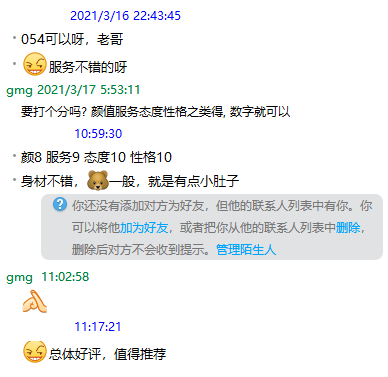 2021/3/16 22:43:45
054可以呀，老哥
服务不错的呀
gmg 2021/3/17 5:53:11
要打个分吗? 颜值服务态度性格之类得, 数字就可以
10:59:30
颜8 服务9 态度10 性格10
身材不错，一般，就是有点小肚子
你还没有添加对方为好友，但他的联系人列表中有你。你
可以将他加为好友，或者把你从他的联系人列表中删除，
删除后对方不会收到提示。管理陌生人
gmg 11:02:58
11:17:21
总体好评，值得推荐